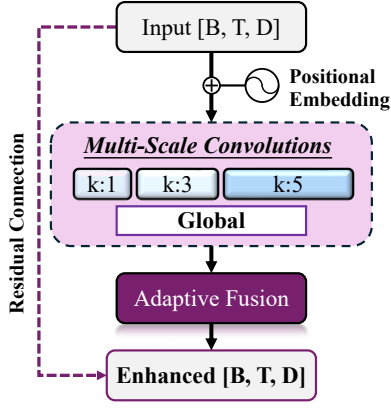 Input [B, T, D]
Positional
Embedding
Multi-Scale Convolutions
k:1 k:3 k:5
Global
Residual Connection
Adaptive Fusion
Enhanced [B, T, D]